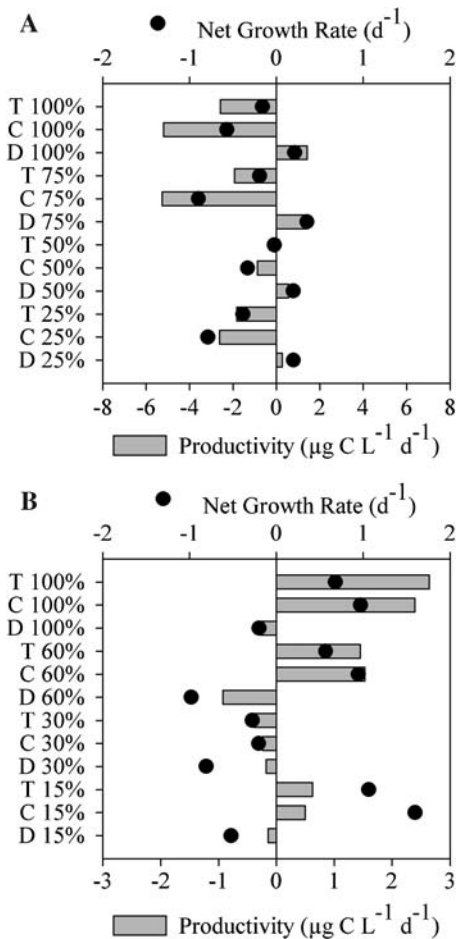 A
● Net Growth Rate (d⁻¹)
-2 -1 0 1 2
T 100%
C 100%
D 100%
T 75%
C 75%
D 75%
T 50%
C 50%
D 50%
T 25%
C 25%
D 25%
-8 -6 -4 -2 0 2 4 6 8
Productivity (µg C L⁻¹ d⁻¹)
B
● Net Growth Rate (d⁻¹)
-2 -1 0 1 2
T 100%
C 100%
D 100%
T 60%
C 60%
D 60%
T 30%
C 30%
D 30%
T 15%
C 15%
D 15%
-3 -2 -1 0 1 2 3
Productivity (µg C L⁻¹ d⁻¹)